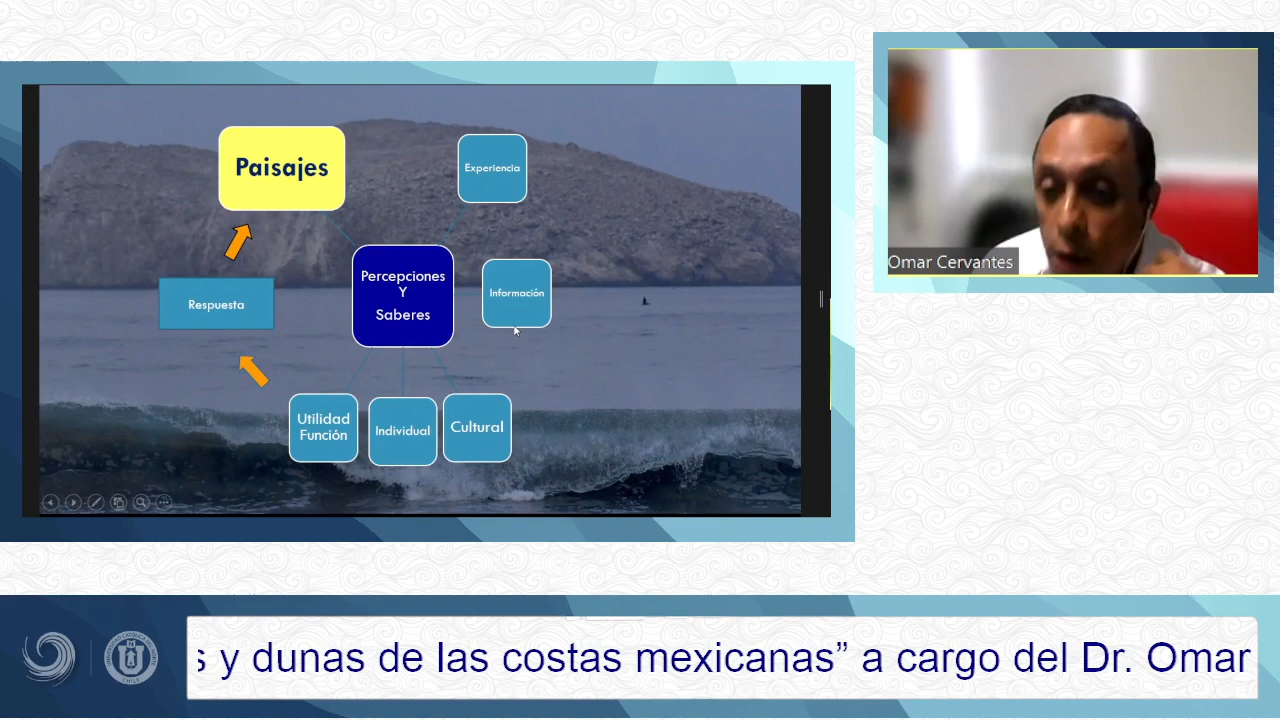 Paisajes
Experiencia
Percepciones
Y
Saberes
Información
Respuesta
Utilidad
Función
Individual
Cultural
Omar Cervantes
s y dunas de las costas mexicanas” a cargo del Dr. Omar
CHILE